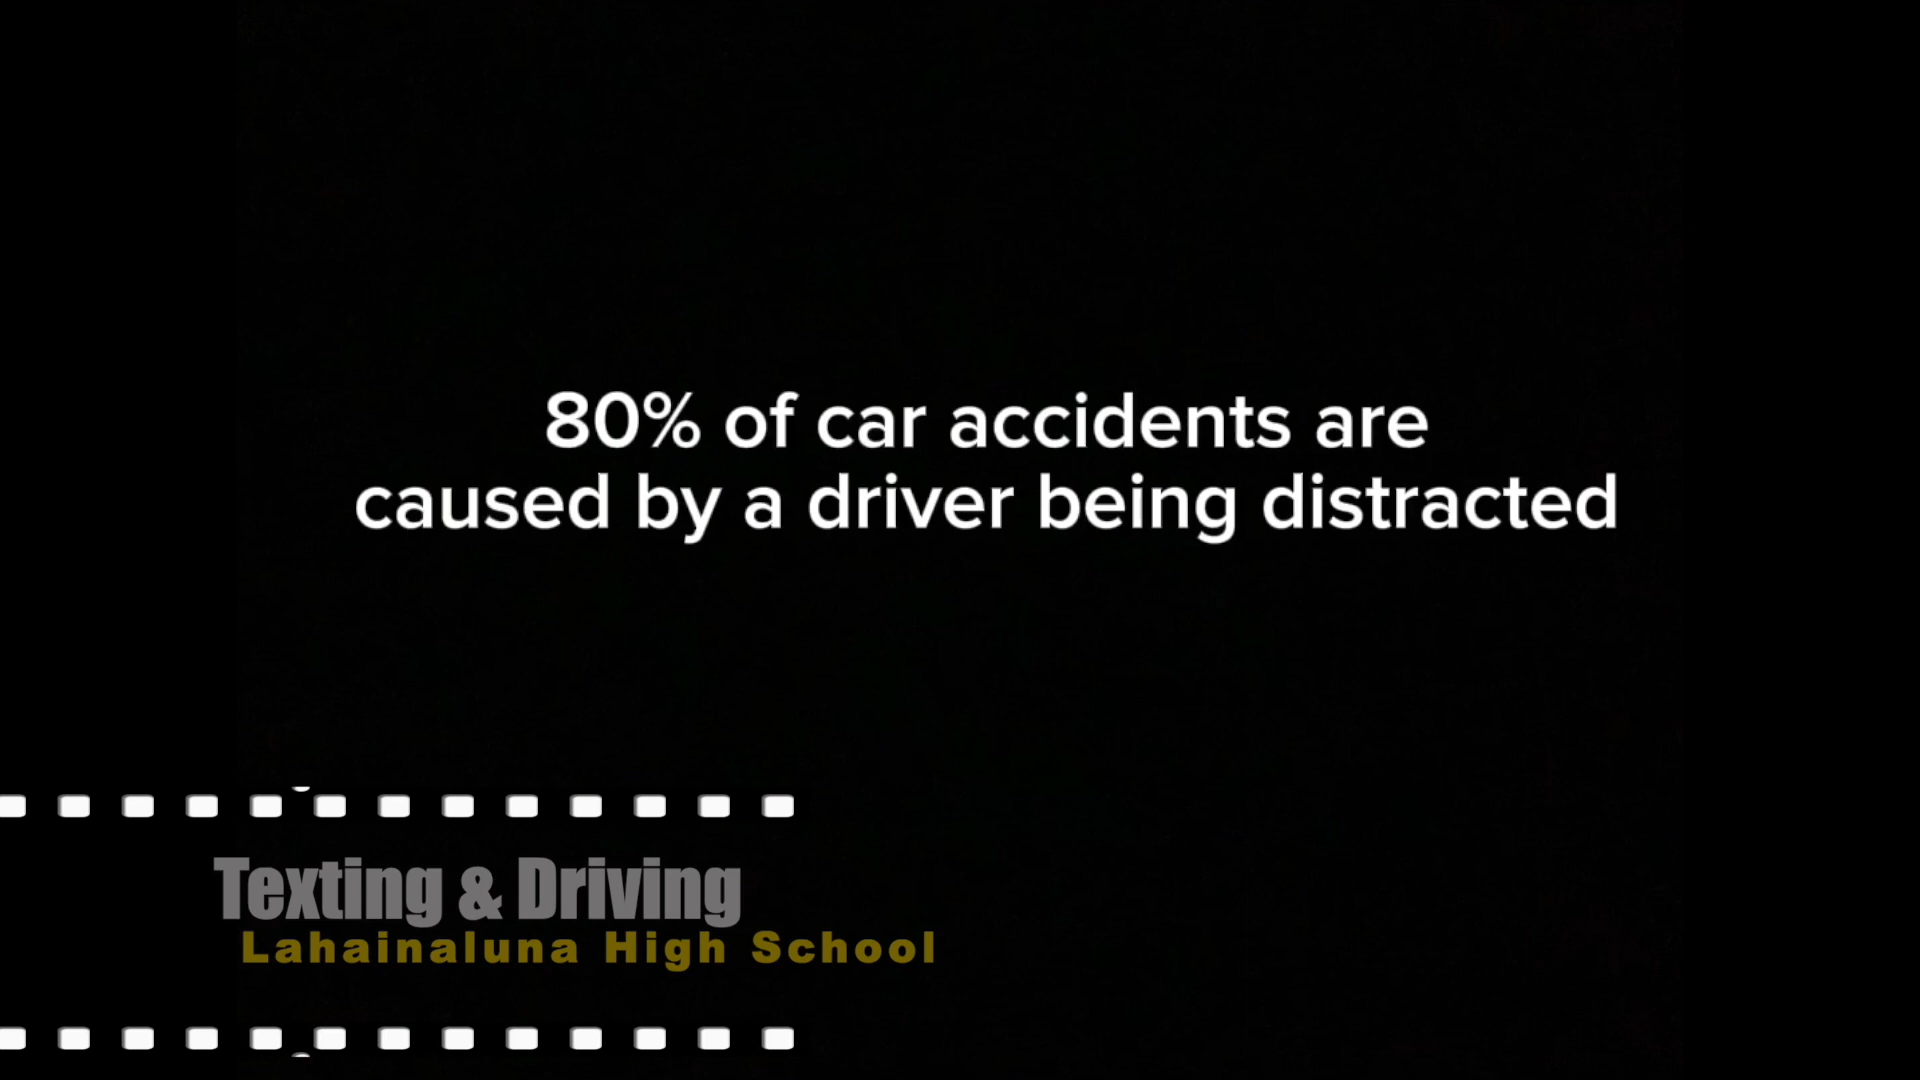 80% of car accidents are
caused by a driver being distracted
Texting & Driving
Lahainaluna High School